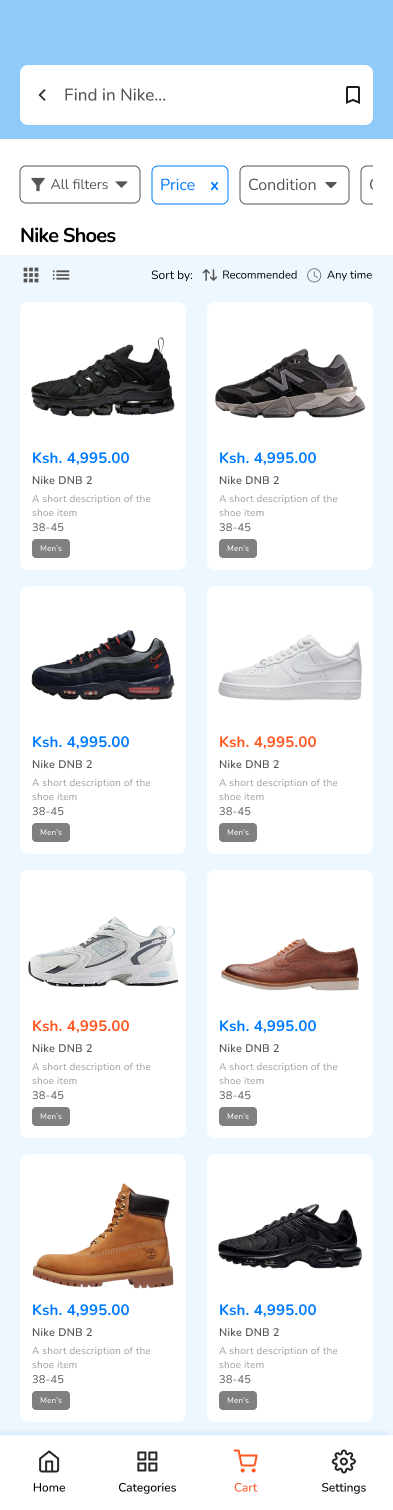 Find in Nike...
All filters
Price x
Condition
Nike Shoes
Sort by: Recommended Any time
Ksh. 4,995.00
Nike DNB 2
A short description of the
shoe item
38-45
Men's
Ksh. 4,995.00
Nike DNB 2
A short description of the
shoe item
38-45
Men's
Ksh. 4,995.00
Nike DNB 2
A short description of the
shoe item
38-45
Men's
Ksh. 4,995.00
Nike DNB 2
A short description of the
shoe item
38-45
Men's
Ksh. 4,995.00
Nike DNB 2
A short description of the
shoe item
38-45
Men's
Ksh. 4,995.00
Nike DNB 2
A short description of the
shoe item
38-45
Men's
Ksh. 4,995.00
Nike DNB 2
A short description of the
shoe item
38-45
Men's
Ksh. 4,995.00
Nike DNB 2
A short description of the
shoe item
38-45
Men's
Home
Categories
Cart
Settings